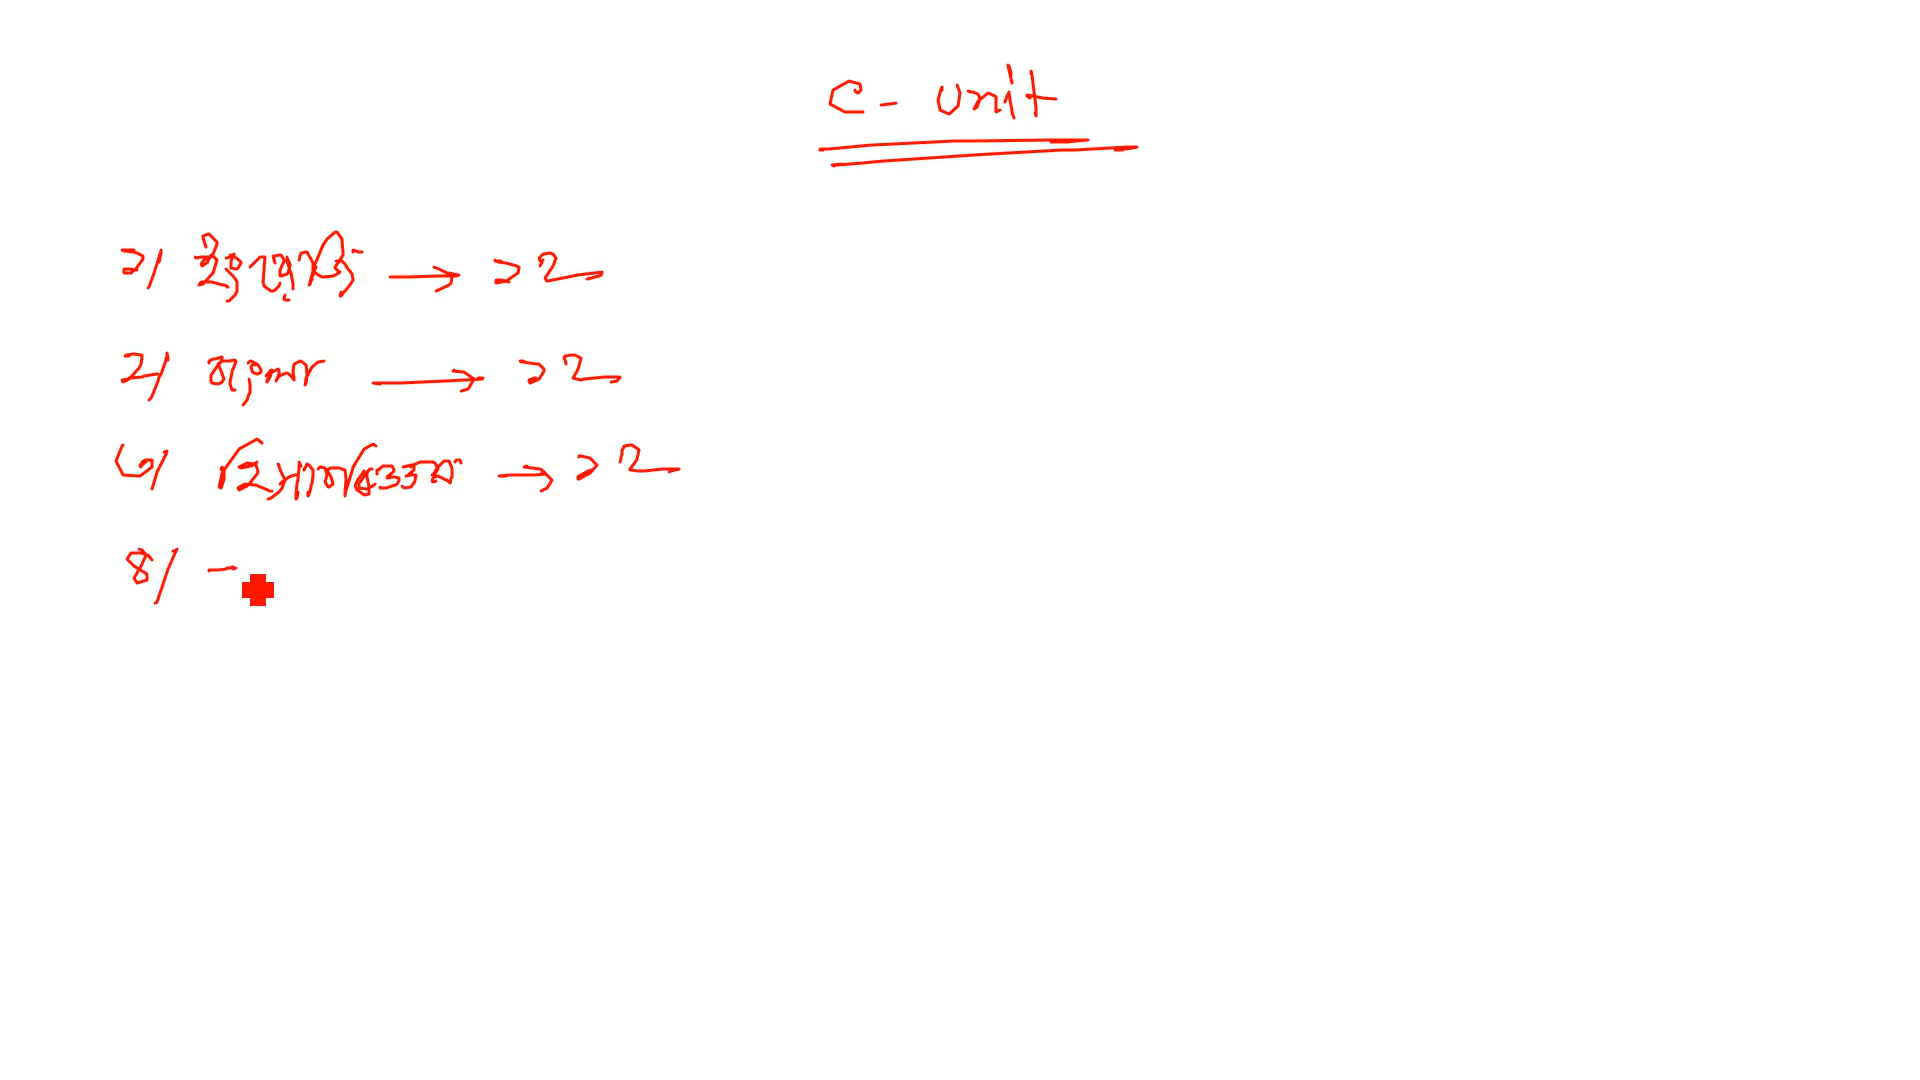 C - Unit
১/ ইংরেজি → ১২
২/ বাংলা → ১২
৩/ হিসাববিজ্ঞান → ১২
৪/ -